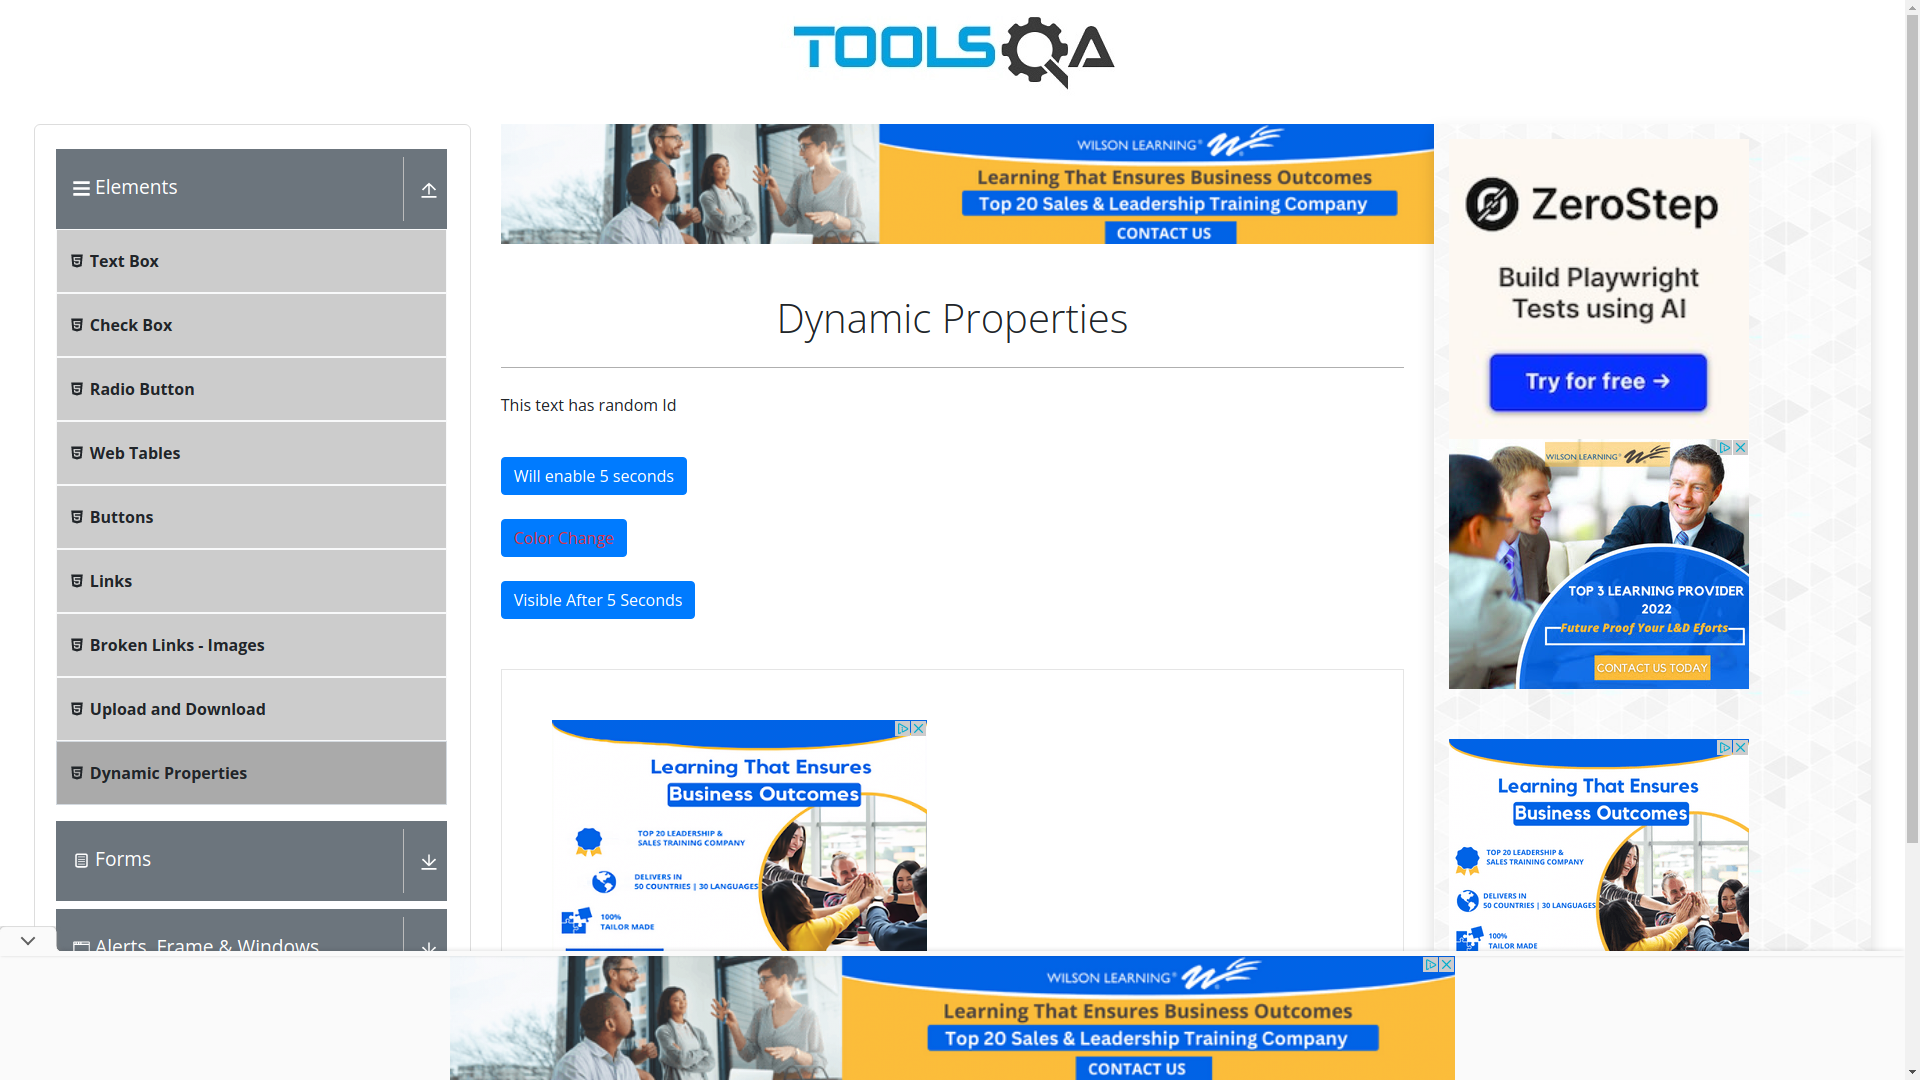 TOOLSQA
Elements
Text Box
Check Box
Radio Button
Web Tables
Buttons
Links
Broken Links - Images
Upload and Download
Dynamic Properties
Forms
Alerts, Frame & Windows
WILSON LEARNING®
Learning That Ensures Business Outcomes
Top 20 Sales & Leadership Training Company
CONTACT US
Dynamic Properties
This text has random Id
Will enable 5 seconds
Color Change
Visible After 5 Seconds
Learning That Ensures
Business Outcomes
TOP 20 LEADERSHIP &
SALES TRAINING COMPANY
DELIVERS IN
50 COUNTRIES | 30 LANGUAGES
100%
TAILOR MADE
ZeroStep
Build Playwright
Tests using AI
Try for free →
WILSON LEARNING®
TOP 3 LEARNING PROVIDER
2022
Future Proof Your L&D Eforts
CONTACT US TODAY
Learning That Ensures
Business Outcomes
TOP 20 LEADERSHIP &
SALES TRAINING COMPANY
DELIVERS IN
50 COUNTRIES | 30 LANGUAGES
100%
TAILOR MADE
WILSON LEARNING®
Learning That Ensures Business Outcomes
Top 20 Sales & Leadership Training Company
CONTACT US